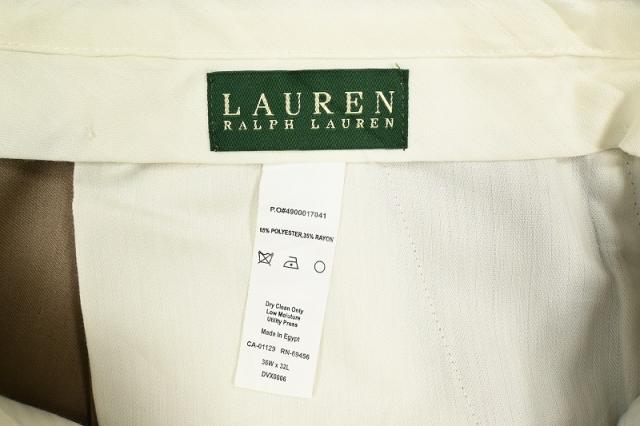 LAUREN
RALPH LAUREN
P.O#4900017041
65% POLYESTER,35% RAYON
Dry Clean Only
Low Moisture
Utility Press
Made in Egypt
CA-01129 RN-69456
36W x 32L
DVX0006